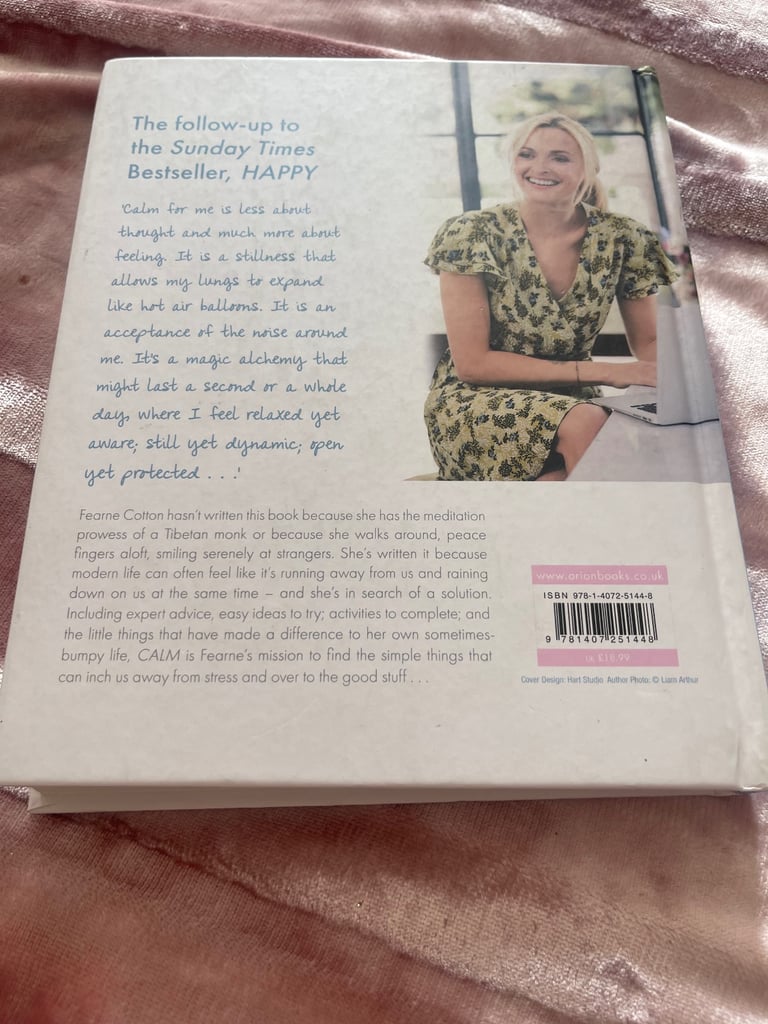 The follow-up to
the Sunday Times
Bestseller, HAPPY
'Calm for me is less about
thought and much more about
feeling. It is a stillness that
allows my lungs to expand
like hot air balloons. It is an
acceptance of the noise around
me. It's a magic alchemy that
might last a second or a whole
day, where I feel relaxed yet
aware; still yet dynamic; open
yet protected . . .'
Fearne Cotton hasn't written this book because she has the meditation
prowess of a Tibetan monk or because she walks around, peace
fingers aloft, smiling serenely at strangers. She's written it because
modern life can often feel like it's running away from us and raining
down on us at the same time – and she's in search of a solution.
Including expert advice, easy ideas to try; activities to complete; and
the little things that have made a difference to her own sometimes-
bumpy life, CALM is Fearne's mission to find the simple things that
can inch us away from stress and over to the good stuff . . .
www.orionbooks.co.uk
ISBN 978-1-4072-5144-8
9 781407 251448
£18.99
Cover Design: Hart Studio Author Photo: © Liam Arthur